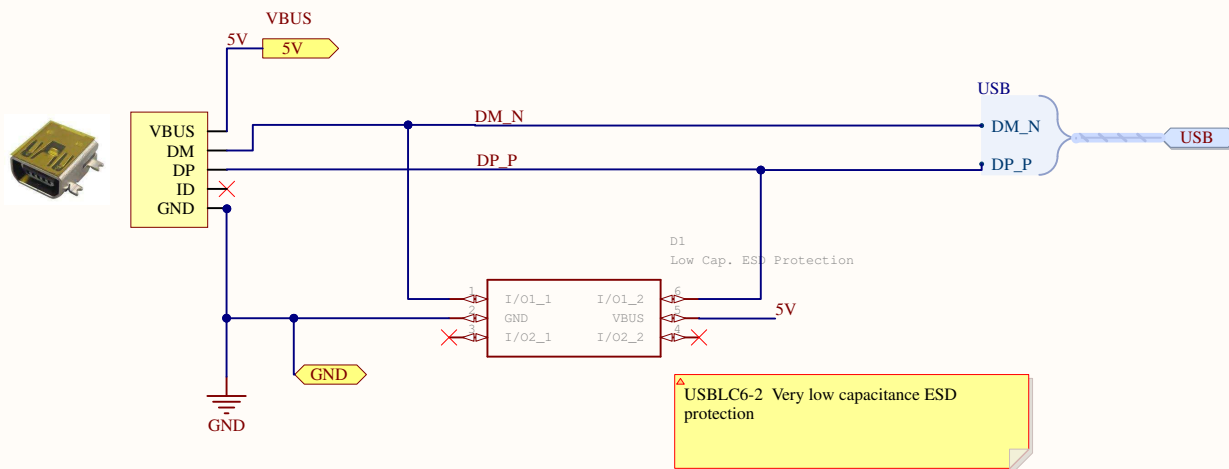 VBUS
5V
5V
USB
VBUS
DM
DP
ID
GND
DM_N
DP_P
DM_N
DP_P
USB
D1
Low Cap. ESD Protection
1
2
3
I/O1_1
GND
I/O2_1
I/O1_2
VBUS
I/O2_2
6
5
4
5V
GND
GND
USBLC6-2 Very low capacitance ESD
protection